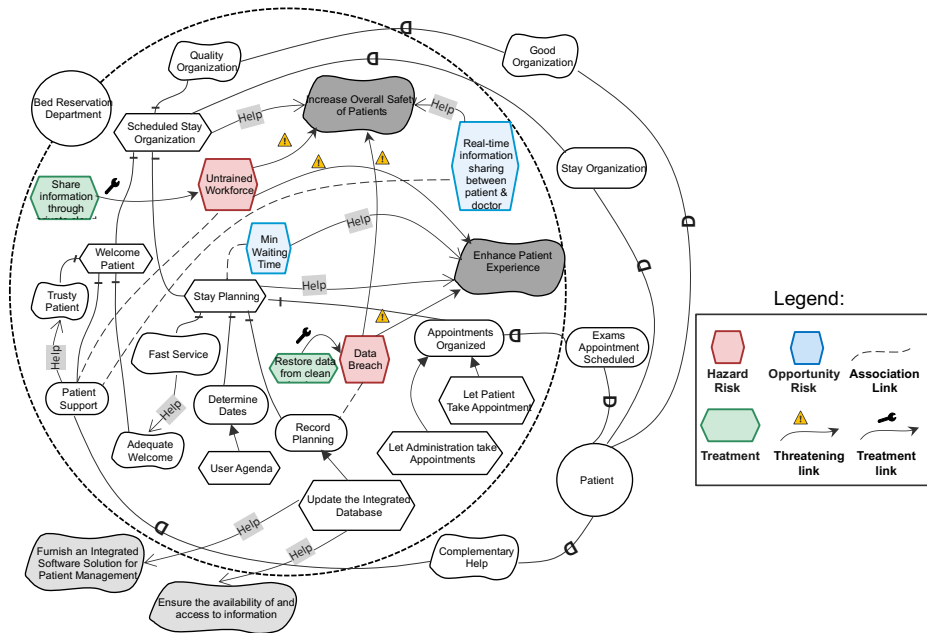 Quality
Organization
Good
Organization
Bed Reservation
Department
Scheduled Stay
Organization
Help
Increase Overall Safety
of Patients
Help
Real-time
information
sharing
between
patient &
doctor
Stay Organization
Share
information
through
Untrained
Workforce
Min
Waiting
Time
Help
Enhance Patient
Experience
Welcome
Patient
Trusty
Patient
Stay Planning
Help
Fast Service
Appointments
Organized
Exams
Appointment
Scheduled
Help
Restore data
from clean
Data
Breach
Patient
Support
Determine
Dates
Let Patient
Take Appointment
Help
Record
Planning
Adequate
Welcome
User Agenda
Let Administration take
Appointments
Patient
Update the Integrated
Database
Help
Help
Furnish an Integrated
Software Solution for
Patient Management
Complementary
Help
Ensure the availability of and
access to information
Legend:
Hazard
Risk
Opportunity
Risk
Association
Link
Treatment
Threatening
link
Treatment
link